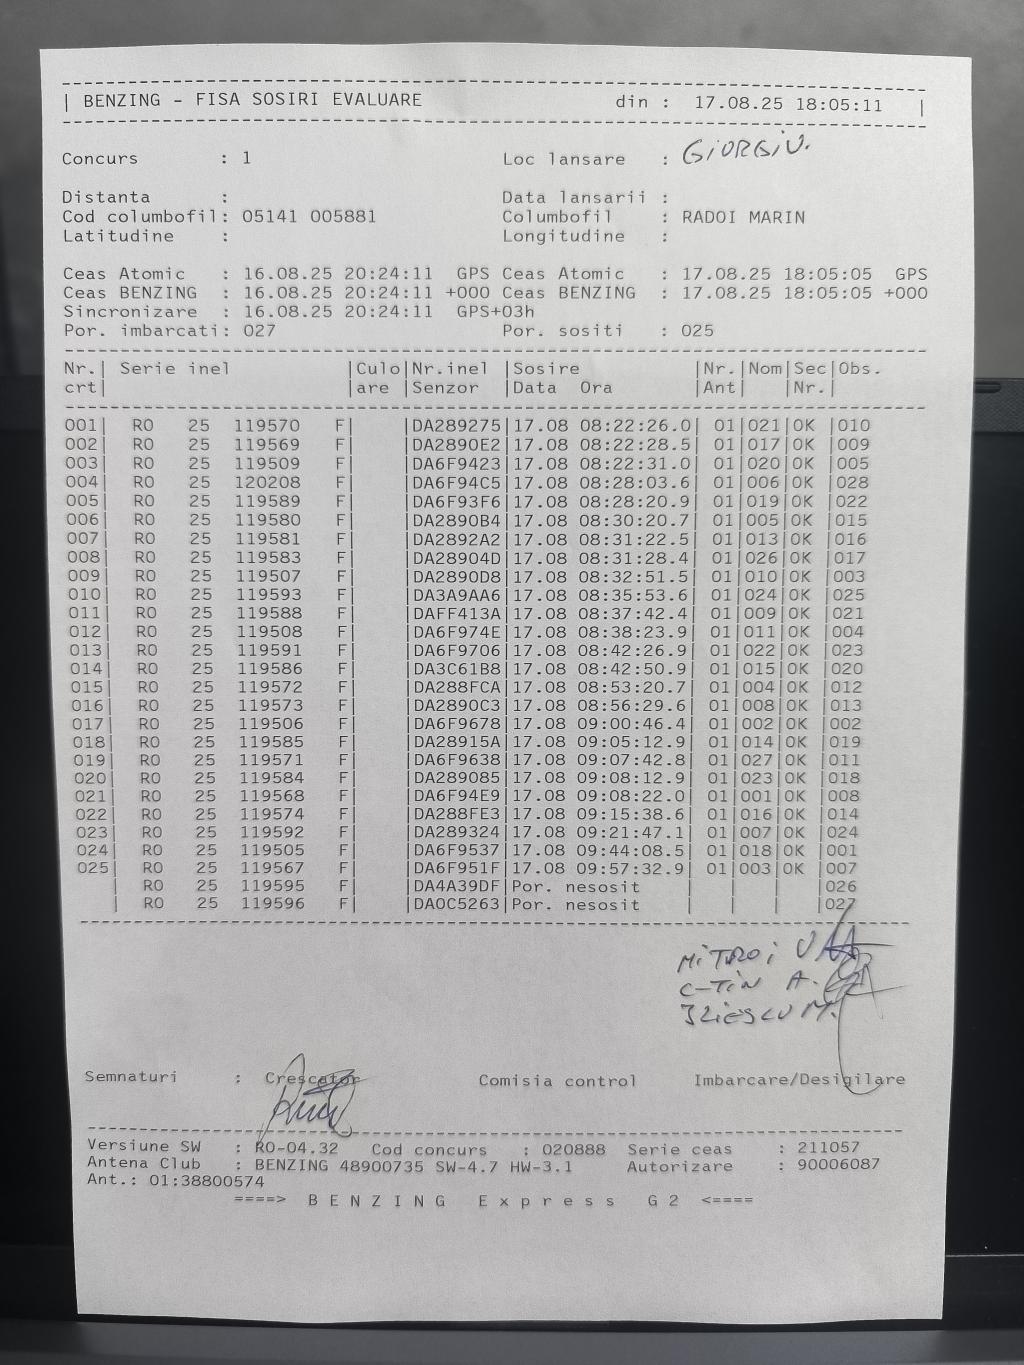 | BENZING - FISA SOSIRI EVALUARE din : 17.08.25 18:05:11 |
Concurs : 1 Loc lansare : GIORGIU.
Distanta : Data lansarii :
Cod columbofil: 05141 005881 Columbofil : RADOI MARIN
Latitudine : Longitudine :
Ceas Atomic : 16.08.25 20:24:11 GPS Ceas Atomic : 17.08.25 18:05:05 GPS
Ceas BENZING : 16.08.25 20:24:11 +000 Ceas BENZING : 17.08.25 18:05:05 +000
Sincronizare : 16.08.25 20:24:11 GPS+03h
Por. imbarcati: 027 Por. sositi : 025
Nr.| Serie inel |Culo|Nr.inel |Sosire |Nr.|Nom|Sec|Obs.
crt| |are |Senzor |Data Ora |Ant| |Nr.|
001| RO 25 119570 F| |DA289275|17.08 08:22:26.0| 01|021|OK |010
002| RO 25 119569 F| |DA2890E2|17.08 08:22:28.5| 01|017|OK |009
003| RO 25 119509 F| |DA6F9423|17.08 08:22:31.0| 01|020|OK |005
004| RO 25 120208 F| |DA6F94C5|17.08 08:28:03.6| 01|006|OK |028
005| RO 25 119589 F| |DA6F93F6|17.08 08:28:20.9| 01|019|OK |022
006| RO 25 119580 F| |DA2890B4|17.08 08:30:20.7| 01|005|OK |015
007| RO 25 119581 F| |DA2892A2|17.08 08:31:22.5| 01|013|OK |016
008| RO 25 119583 F| |DA28904D|17.08 08:31:28.4| 01|026|OK |017
009| RO 25 119507 F| |DA2890D8|17.08 08:32:51.5| 01|010|OK |003
010| RO 25 119593 F| |DA3A9AA6|17.08 08:35:53.6| 01|024|OK |025
011| RO 25 119588 F| |DAFF413A|17.08 08:37:42.4| 01|009|OK |021
012| RO 25 119508 F| |DA6F974E|17.08 08:38:23.9| 01|011|OK |004
013| RO 25 119591 F| |DA6F9706|17.08 08:42:26.9| 01|022|OK |023
014| RO 25 119586 F| |DA3C61B8|17.08 08:42:50.9| 01|015|OK |020
015| RO 25 119572 F| |DA288FCA|17.08 08:53:20.7| 01|004|OK |012
016| RO 25 119573 F| |DA2890C3|17.08 08:56:29.6| 01|008|OK |013
017| RO 25 119506 F| |DA6F9678|17.08 09:00:46.4| 01|002|OK |002
018| RO 25 119585 F| |DA28915A|17.08 09:05:12.9| 01|014|OK |019
019| RO 25 119571 F| |DA6F9638|17.08 09:07:42.8| 01|027|OK |011
020| RO 25 119584 F| |DA289085|17.08 09:08:12.9| 01|023|OK |018
021| RO 25 119568 F| |DA6F94E9|17.08 09:08:22.0| 01|001|OK |008
022| RO 25 119574 F| |DA288FE3|17.08 09:15:38.6| 01|016|OK |014
023| RO 25 119592 F| |DA289324|17.08 09:21:47.1| 01|007|OK |024
024| RO 25 119505 F| |DA6F9537|17.08 09:44:08.5| 01|018|OK |001
025| RO 25 119567 F| |DA6F951F|17.08 09:57:32.9| 01|003|OK |007
| RO 25 119595 F| |DA4A39DF|Por. nesosit | | | |026
| RO 25 119596 F| |DA0C5263|Por. nesosit | | | |027
MiTROi
C-TIN A.
ILIESCU M.
Semnaturi : Crescator Comisia control Imbarcare/Desigilare
Versiune SW : RO-04.32 Cod concurs : 020888 Serie ceas : 211057
Antena Club : BENZING 48900735 SW-4.7 HW-3.1 Autorizare : 90006087
Ant.: 01:38800574
====> B E N Z I N G E x p r e s s G 2 <====